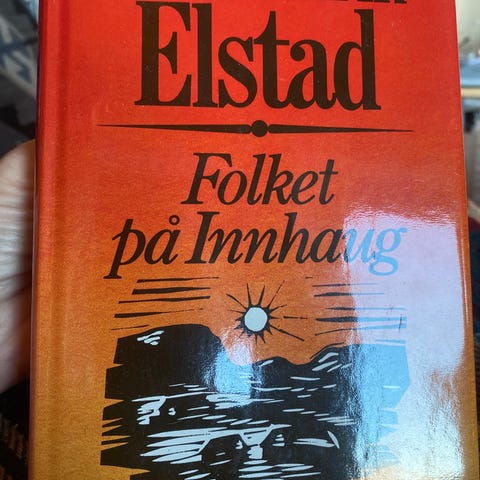 Elstad
Folket
på Innhaug